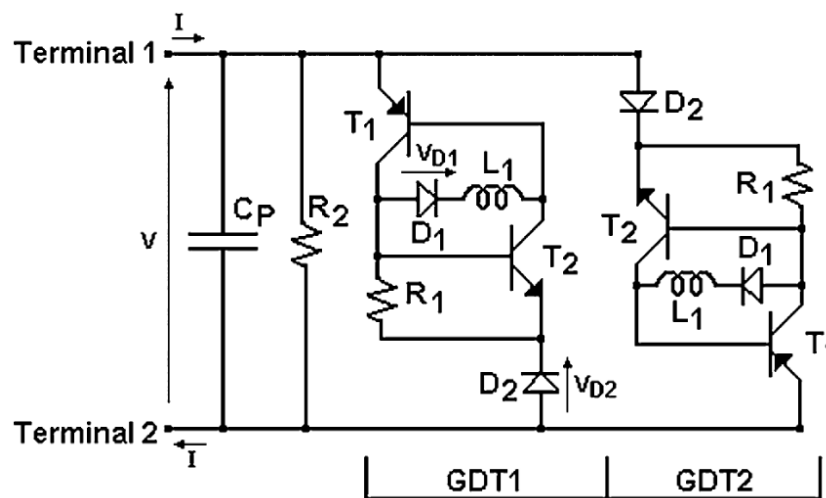 I
Terminal 1
D2
T1
VD1
L1
R1
CP
R2
T2
D1
V
D1
T2
R1
L1
D2
VD2
Terminal 2
I
GDT1
GDT2